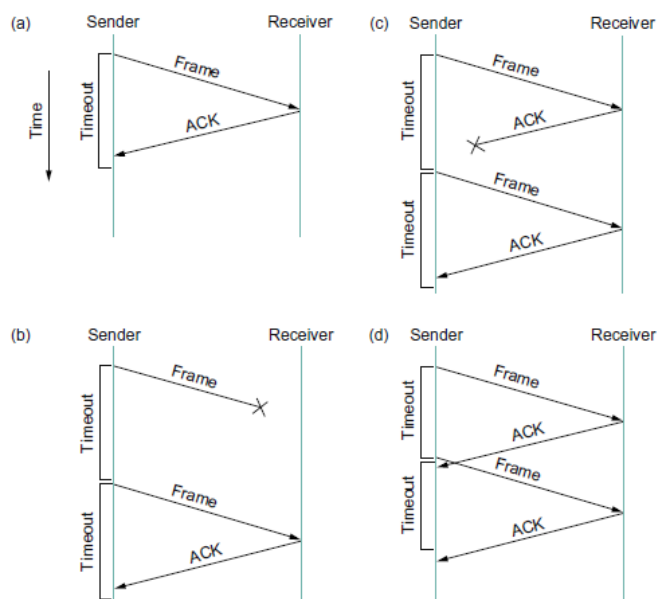 (a)
Sender
Receiver
Time
Timeout
Frame
ACK
(c)
Sender
Receiver
Timeout
Frame
ACK
Timeout
Frame
ACK
(b)
Sender
Receiver
Timeout
Frame
Timeout
Frame
ACK
(d)
Sender
Receiver
Timeout
Frame
ACK
Timeout
Frame
ACK